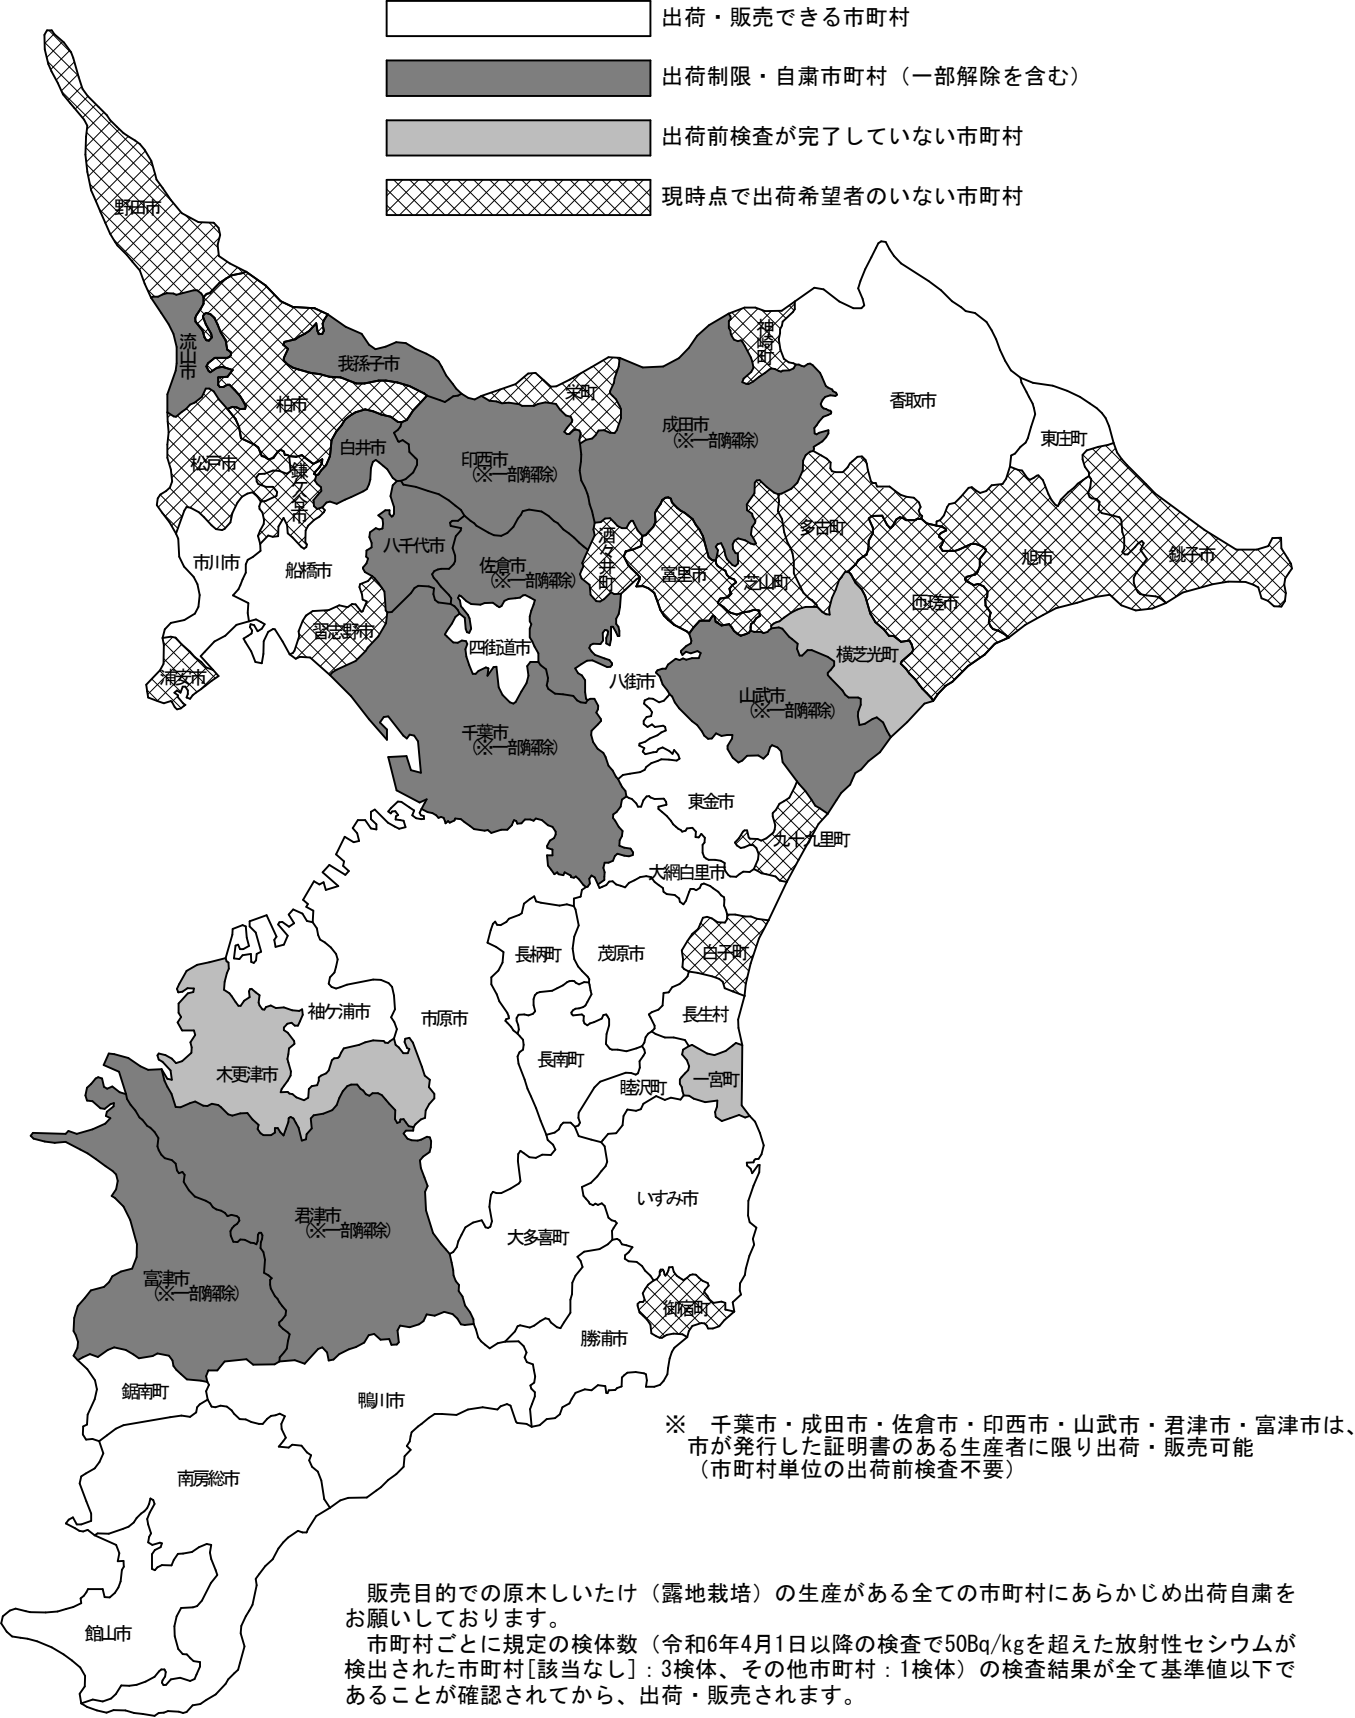 出荷・販売できる市町村
出荷制限・自粛市町村（一部解除を含む）
出荷前検査が完了していない市町村
現時点で出荷希望者のいない市町村
野田市
流山市
我孫子市
柏市
松戸市
鎌ケ谷市
白井市
印西市
（※一部解除）
栄町
成田市
（※一部解除）
神崎町
香取市
東庄町
市川市
船橋市
八千代市
佐倉市
（※一部解除）
酒々井町
富里市
芝山町
多古町
匝瑳市
旭市
銚子市
浦安市
習志野市
四街道市
八街市
横芝光町
山武市
（※一部解除）
千葉市
（※一部解除）
東金市
九十九里町
大網白里市
白子町
長柄町
茂原市
長生村
袖ケ浦市
市原市
長南町
木更津市
睦沢町
一宮町
いすみ市
君津市
（※一部解除）
大多喜町
富津市
（※一部解除）
御宿町
勝浦市
鋸南町
鴨川市
南房総市
館山市
※　千葉市・成田市・佐倉市・印西市・山武市・君津市・富津市は、
市が発行した証明書のある生産者に限り出荷・販売可能
（市町村単位の出荷前検査不要）
販売目的での原木しいたけ（露地栽培）の生産がある全ての市町村にあらかじめ出荷自粛を
お願いしております。
市町村ごとに規定の検体数（令和6年4月1日以降の検査で50Bq/kgを超えた放射性セシウムが
検出された市町村[該当なし]：3検体、その他市町村：1検体）の検査結果が全て基準値以下で
あることが確認されてから、出荷・販売されます。